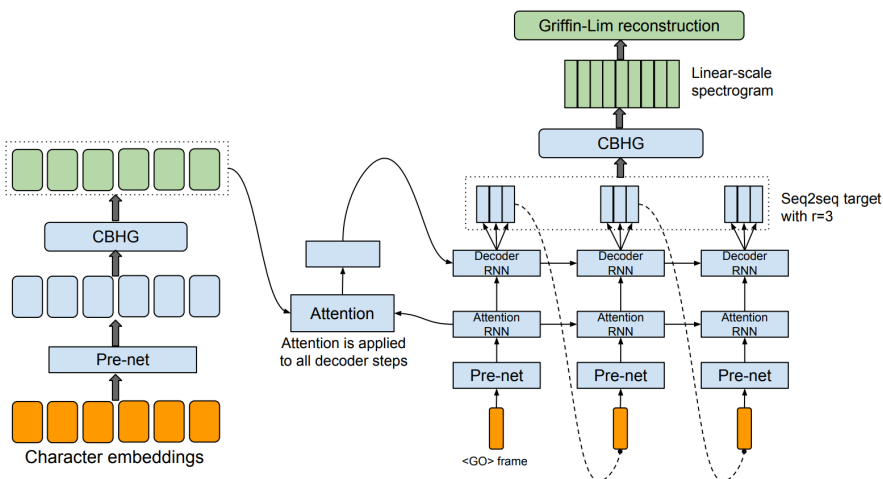 Griffin-Lim reconstruction
Linear-scale
spectrogram
CBHG
Seq2seq target
with r=3
CBHG
Decoder
RNN
Decoder
RNN
Decoder
RNN
Attention
Attention
RNN
Attention
RNN
Attention
RNN
Attention is applied
to all decoder steps
Pre-net
Pre-net
Pre-net
Pre-net
Character embeddings
<GO> frame